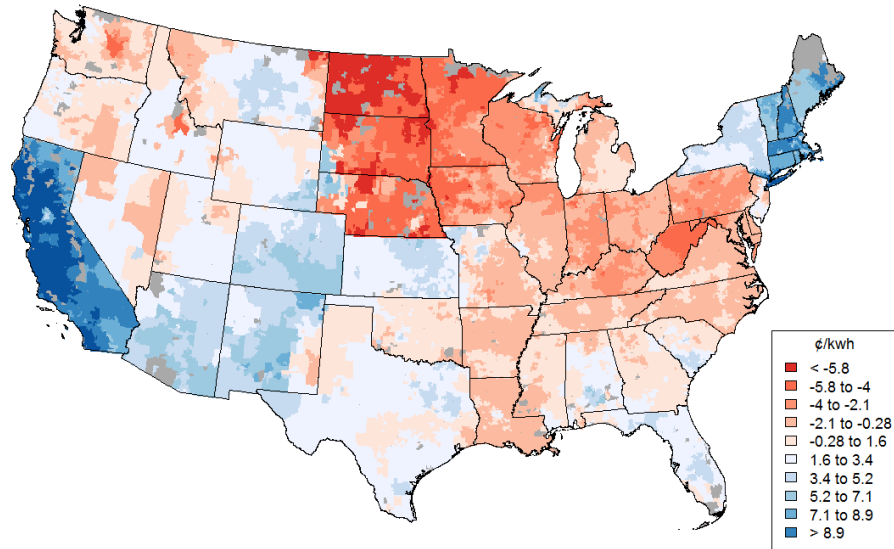 ¢/kwh
< -5.8
-5.8 to -4
-4 to -2.1
-2.1 to -0.28
-0.28 to 1.6
1.6 to 3.4
3.4 to 5.2
5.2 to 7.1
7.1 to 8.9
> 8.9